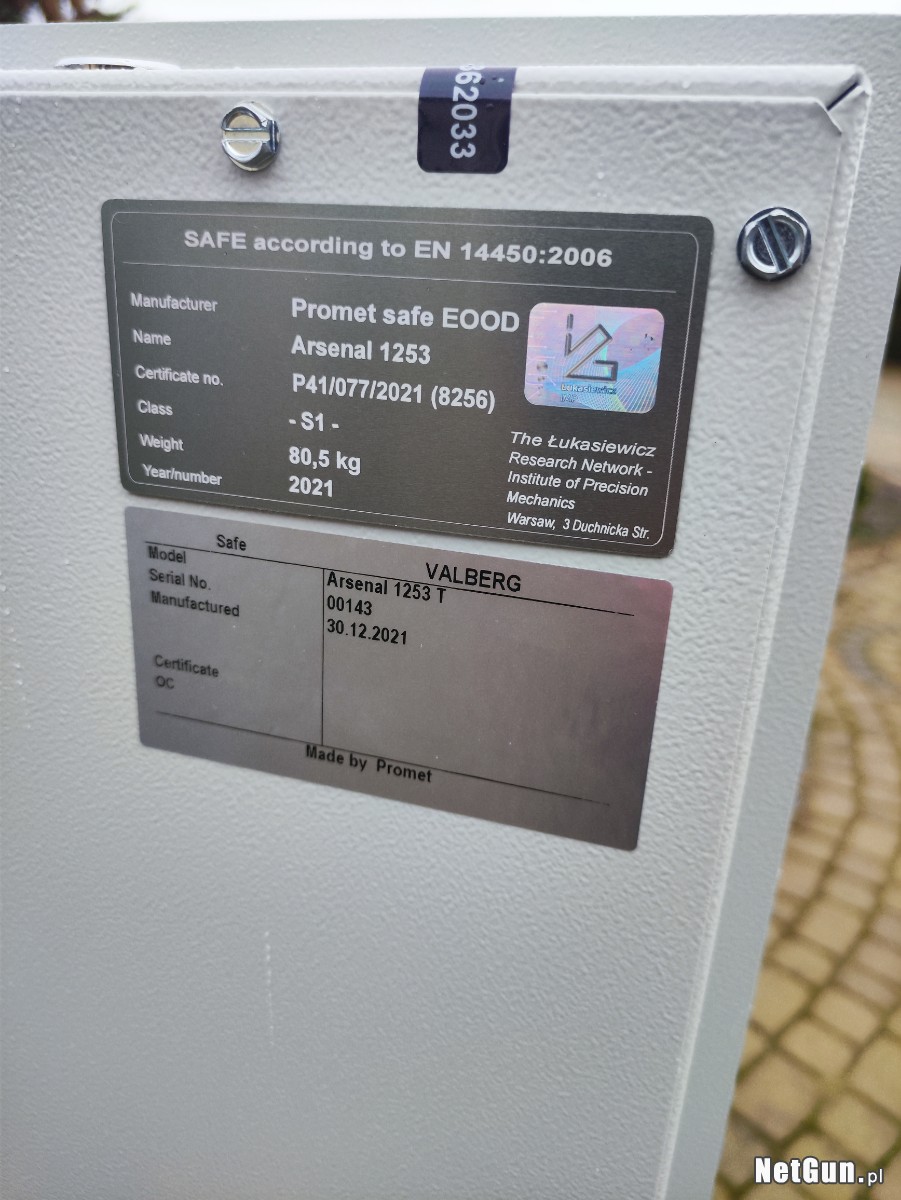 62033
SAFE according to EN 14450:2006
Manufacturer Promet safe EOOD
Name Arsenal 1253
Certificate no. P41/077/2021 (8256)
Class - S1 -
Weight 80,5 kg
Year/number 2021
Łukasiewicz
The Łukasiewicz
Research Network -
Institute of Precision
Mechanics
Warsaw, 3 Duchnicka Str.
Safe VALBERG
Model Arsenal 1253 T
Serial No. 00143
Manufactured 30.12.2021
Certificate
OC
Made by Promet
NetGun.pl